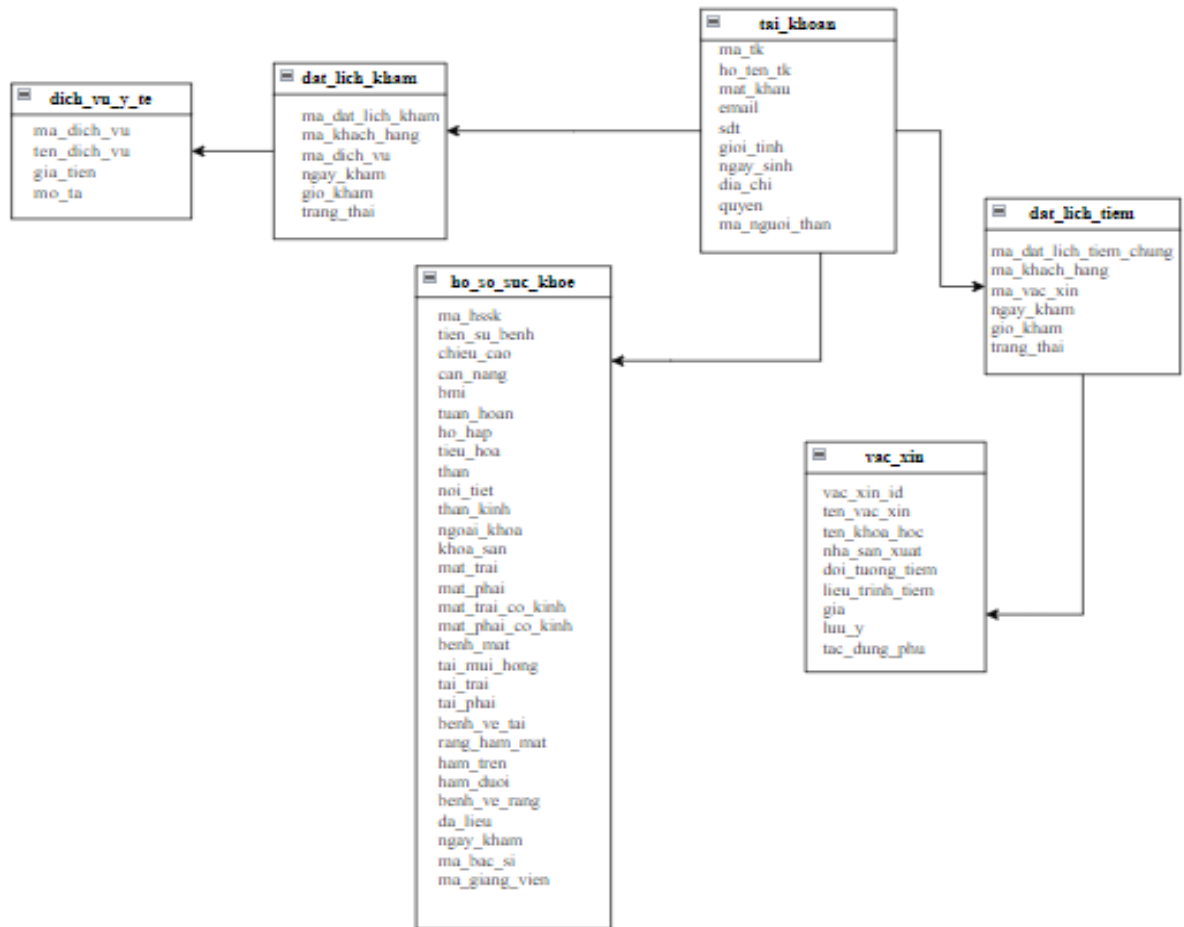 tai_khoan
ma_tk
ho_ten_tk
mat_khau
email
sdt
gioi_tinh
ngay_sinh
dia_chi
quyen
ma_nguoi_than
dat_lich_kham
ma_dat_lich_kham
ma_khach_hang
ma_dich_vu
ngay_kham
gio_kham
trang_thai
dich_vu_y_te
ma_dich_vu
ten_dich_vu
gia_tien
mo_ta
dat_lich_tiem
ma_dat_lich_tiem_chung
ma_khach_hang
ma_vac_xin
ngay_kham
gio_kham
trang_thai
ho_so_suc_khoe
ma_hssk
tien_su_benh
chieu_cao
can_nang
bmi
tuan_hoan
ho_hap
tieu_hoa
than
noi_tiet
than_kinh
ngoai_khoa
khoa_san
mat_trai
mat_phai
mat_trai_co_kinh
mat_phai_co_kinh
benh_mat
tai_mui_hong
tai_trai
tai_phai
benh_ve_tai
rang_ham_mat
ham_tren
ham_duoi
benh_ve_rang
da_lieu
ngay_kham
ma_bac_si
ma_giang_vien
vac_xin
vac_xin_id
ten_vac_xin
ten_khoa_hoc
nha_san_xuat
doi_tuong_tiem
lieu_trinh_tiem
gia
luu_y
tac_dung_phu